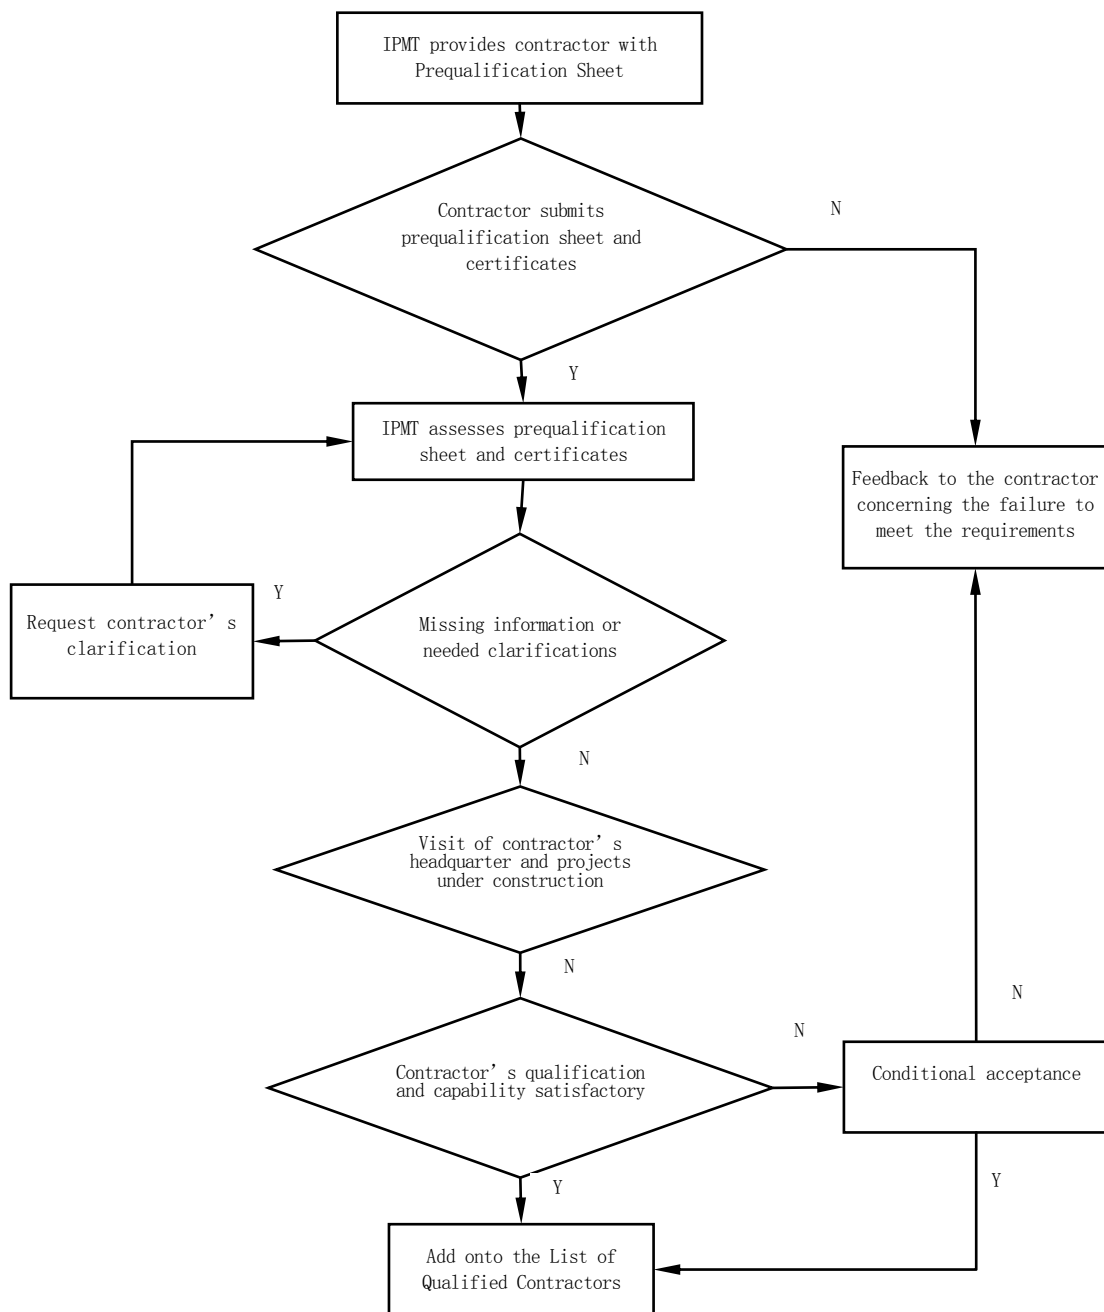 IPMT provides contractor with
Prequalification Sheet
Contractor submits
prequalification sheet and
certificates
N
Y
IPMT assesses prequalification
sheet and certificates
Feedback to the contractor
concerning the failure to
meet the requirements
Y
Request contractor’s
clarification
Missing information or
needed clarifications
N
Visit of contractor’s
headquarter and projects
under construction
N
N
N
Contractor’s qualification
and capability satisfactory
Conditional acceptance
Y
Y
Add onto the List of
Qualified Contractors